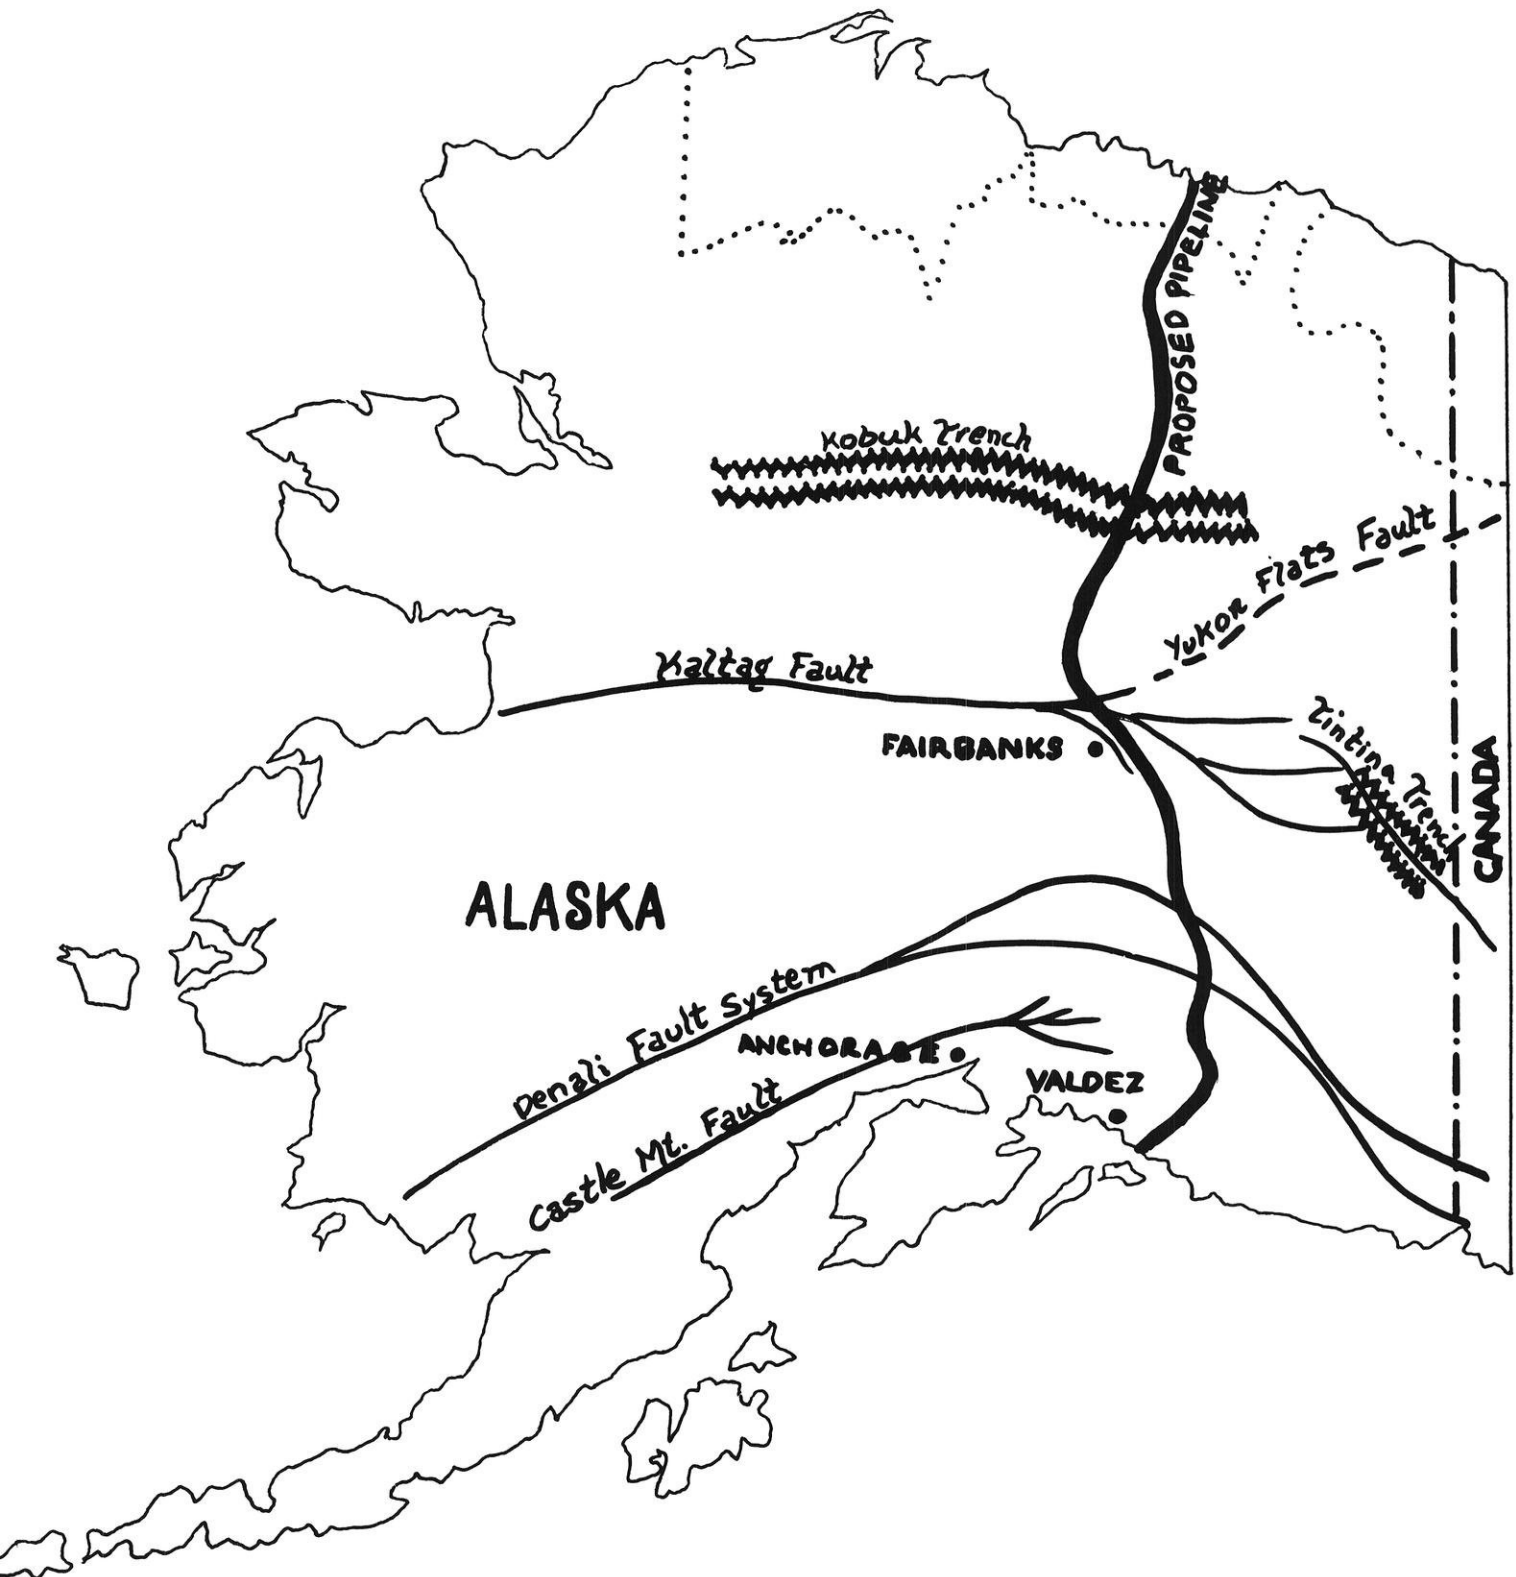 PROPOSED PIPELINE
Kobuk Trench
Yukon Flats Fault
Kaltag Fault
Tintina Trench
FAIRBANKS
CANADA
ALASKA
Denali Fault System
ANCHORAGE
VALDEZ
Castle Mt. Fault